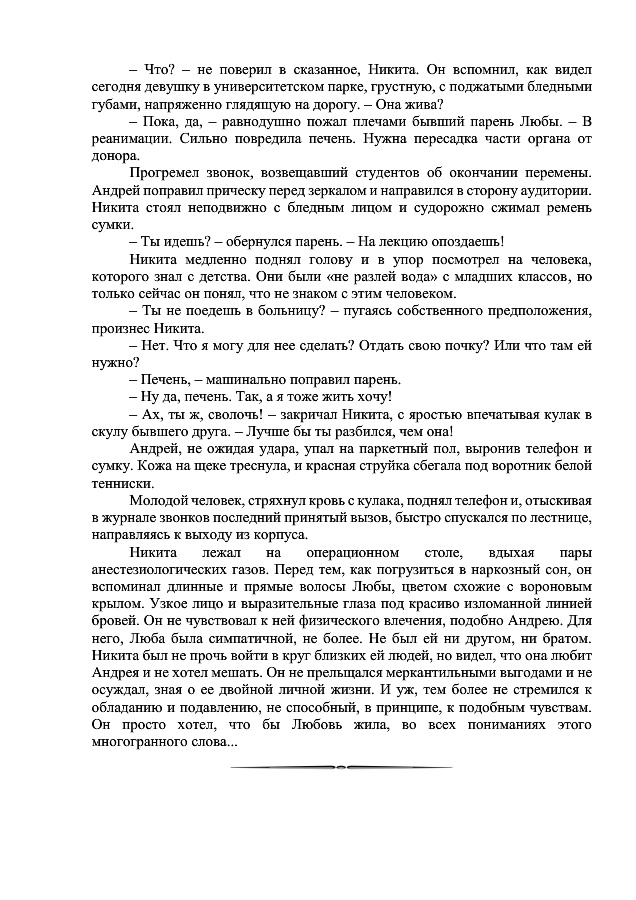 – Что? – не поверил в сказанное, Никита. Он вспомнил, как видел
сегодня девушку в университетском парке, грустную, с поджатыми бледными
губами, напряженно глядящую на дорогу. – Она жива?
– Пока, да, – равнодушно пожал плечами бывший парень Любы. – В
реанимации. Сильно повредила печень. Нужна пересадка части органа от
донора.
Прогремел звонок, возвещавший студентов об окончании перемены.
Андрей поправил прическу перед зеркалом и направился в сторону аудитории.
Никита стоял неподвижно с бледным лицом и судорожно сжимал ремень
сумки.
– Ты идешь? – обернулся парень. – На лекцию опоздаешь!
Никита медленно поднял голову и в упор посмотрел на человека,
которого знал с детства. Они были «не разлей вода» с младших классов, но
только сейчас он понял, что не знаком с этим человеком.
– Ты не поедешь в больницу? – пугаясь собственного предположения,
произнес Никита.
– Нет. Что я могу для нее сделать? Отдать свою почку? Или что там ей
нужно?
– Печень, – машинально поправил парень.
– Ну да, печень. Так, а я тоже жить хочу!
– Ах, ты ж, сволочь! – закричал Никита, с яростью впечатывая кулак в
скулу бывшего друга. – Лучше бы ты разбился, чем она!
Андрей, не ожидая удара, упал на паркетный пол, выронив телефон и
сумку. Кожа на щеке треснула, и красная струйка сбегала под воротник белой
тенниски.
Молодой человек, стряхнул кровь с кулака, поднял телефон и, отыскивая
в журнале звонков последний принятый вызов, быстро спускался по лестнице,
направляясь к выходу из корпуса.
Никита лежал на операционном столе, вдыхая пары
анестезиологических газов. Перед тем, как погрузиться в наркозный сон, он
вспоминал длинные и прямые волосы Любы, цветом схожие с вороновым
крылом. Узкое лицо и выразительные глаза под красиво изломанной линией
бровей. Он не чувствовал к ней физического влечения, подобно Андрею. Для
него, Люба была симпатичной, не более. Не был ей ни другом, ни братом.
Никита был не прочь войти в круг близких ей людей, но видел, что она любит
Андрея и не хотел мешать. Он не прельщался меркантильными выгодами и не
осуждал, зная о ее двойной личной жизни. И уж, тем более не стремился к
обладанию и подавлению, не способный, в принципе, к подобным чувствам.
Он просто хотел, что бы Любовь жила, во всех пониманиях этого
многогранного слова...